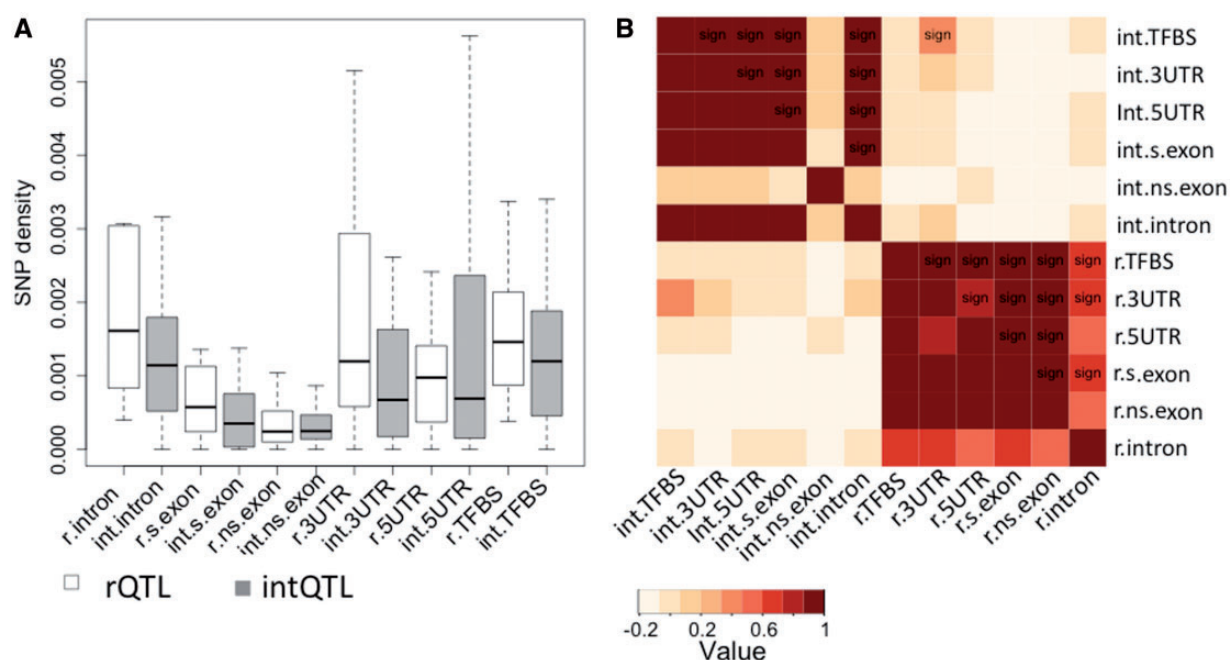 A
SNP density
0.005
0.004
0.003
0.002
0.001
0.000
r.intron
int.intron
r.s.exon
int.s.exon
r.ns.exon
int.ns.exon
r.3UTR
int.3UTR
r.5UTR
int.5UTR
r.TFBS
int.TFBS
rQTL
intQTL
B
sign sign sign sign sign int.TFBS
sign sign sign int.3UTR
sign sign Int.5UTR
sign int.s.exon
int.ns.exon
int.intron
sign sign sign sign sign r.TFBS
sign sign sign sign r.3UTR
sign sign r.5UTR
sign sign r.s.exon
r.ns.exon
r.intron
int.TFBS
int.3UTR
Int.5UTR
int.s.exon
int.ns.exon
int.intron
r.TFBS
r.3UTR
r.5UTR
r.s.exon
r.ns.exon
r.intron
-0.2 0.2 0.6 1
Value